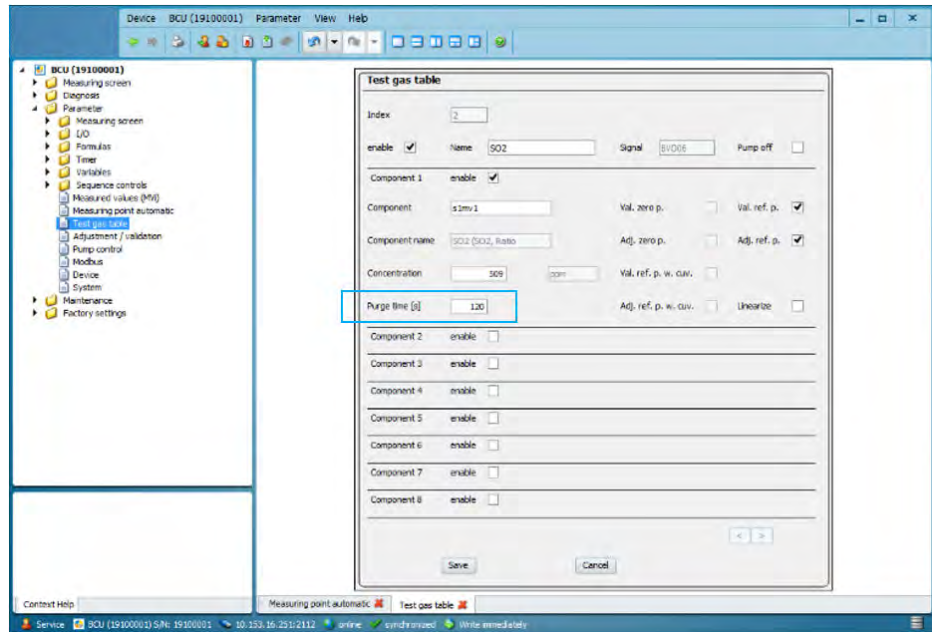 Device BCU (19100001) Parameter View Help
BCU (19100001)
Measuring screen
Diagnosis
Parameter
Measuring screen
I/O
Formulas
Timer
Variables
Sequence controls
Measured values (MV)
Measuring point automatic
Test gas table
Adjustment / validation
Pump control
Modbus
Device
System
Maintenance
Factory settings
Test gas table
Index 2
enable Name SO2 Signal BVO06 Pump off
Component 1 enable
Component s1mv1 Val. zero p. Val. ref. p.
Component name SO2 (SO2, Ratio Adj. zero p. Adj. ref. p.
Concentration 509 ppm Val. ref. p. w. cuv.
Purge time [s] 120 Adj. ref. p. w. cuv. Linearize
Component 2 enable
Component 3 enable
Component 4 enable
Component 5 enable
Component 6 enable
Component 7 enable
Component 8 enable
< >
Save Cancel
Context Help
Measuring point automatic Test gas table
Service BCU (19100001) S/N: 19100001 10.153.16.251:2112 online synchronized Write immediately